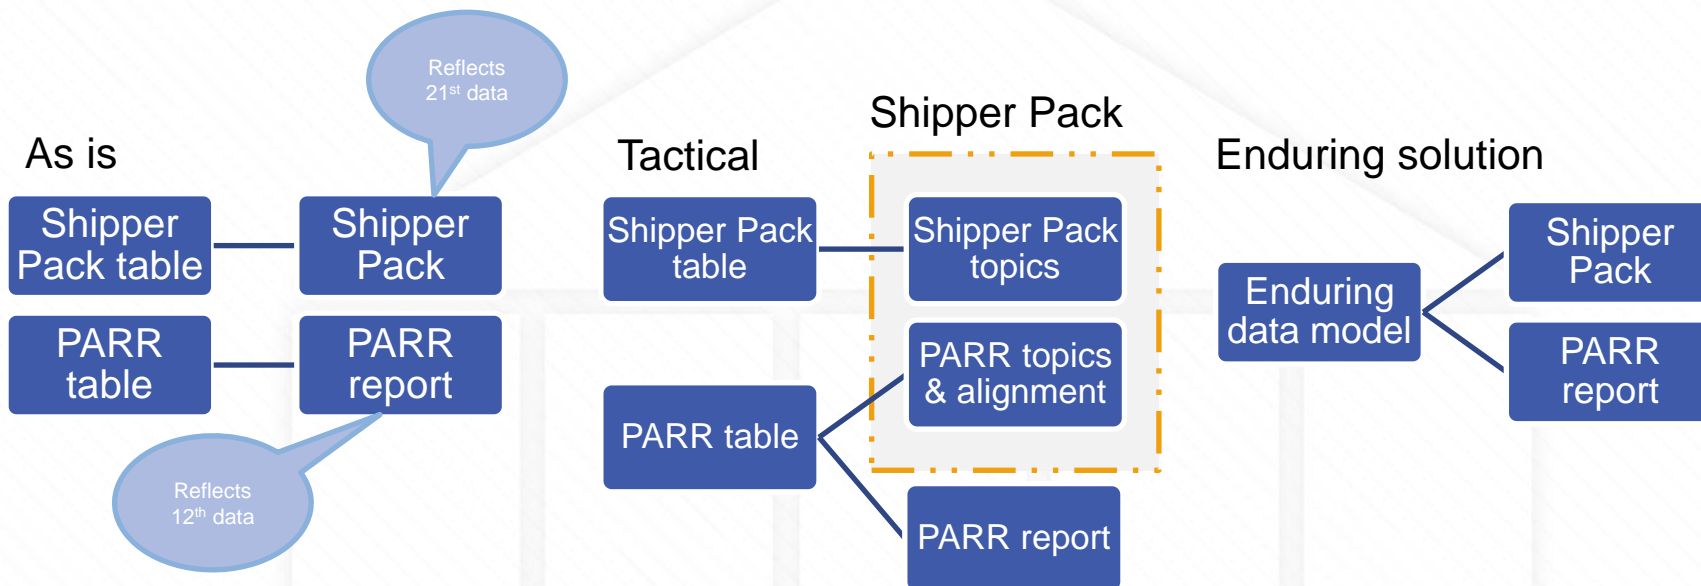 As is
Reflects
21st data
Shipper
Pack table
Shipper
Pack
PARR
table
PARR
report
Reflects
12th data
Tactical
Shipper Pack
Shipper Pack
table
Shipper Pack
topics
PARR table
PARR topics
& alignment
PARR report
Enduring solution
Enduring
data model
Shipper
Pack
PARR
report